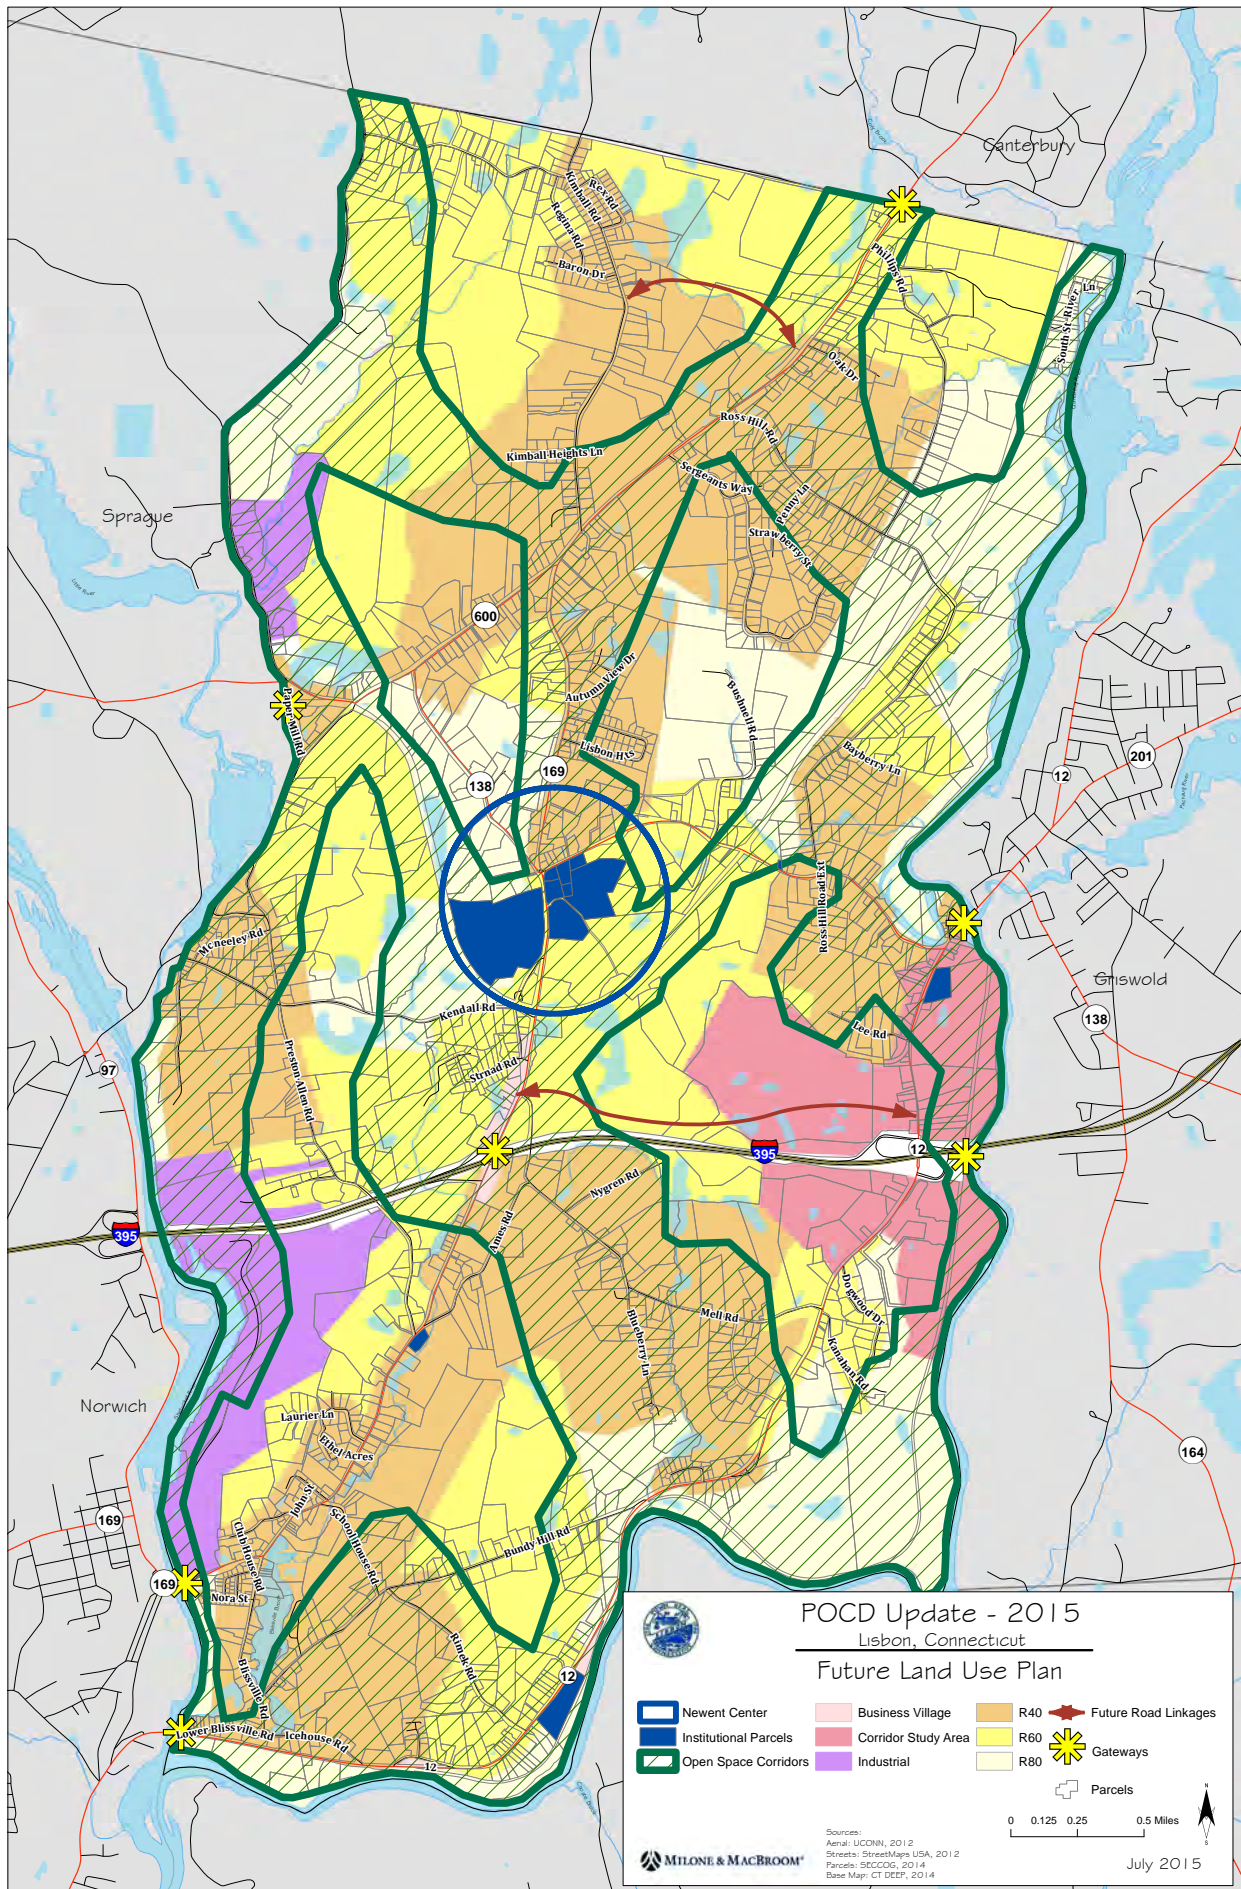 Canterbury
Rex Rd
Kimball Rd
Regina Rd
Baron Dr
Phillips Rd
South St River Ln
Oak Dr
Ross Hill Rd
Kimball Heights Ln
Sergeants Way
Penny Ln
Strawberry St
Sprague
Little River
600
Autumn View Dr
Paper Mill Rd
Bushnell Rd
Lisbon Hts
Bayberry Ln
201
12
169
138
Pachaug River
Ross Hill Road Ext
Mcneeley Rd
Griswold
Kendall Rd
138
Lee Rd
Preston Allen Rd
97
Strnad Rd
12
395
Nygren Rd
Ames Rd
395
Dogwood Dr
Mell Rd
Blueberry Ln
Kanahan Rd
Norwich
Laurier Ln
Ethel Acres
164
John St
169
School House Rd
Club House Rd
Bundy Hill Rd
169
Nora St
Rimek Rd
12
Blissville Rd
Lower Blissville Rd
Icehouse Rd
12
POCD Update - 2015
Lisbon, Connecticut
Future Land Use Plan
Newent Center
Business Village
R40
Future Road Linkages
Institutional Parcels
Corridor Study Area
R60
Gateways
Open Space Corridors
Industrial
R80
Parcels
N
0 0.125 0.25 0.5 Miles
S
Sources:
Aerial: UCONN, 2012
Streets: StreetMaps USA, 2012
Parcels: SECCOG, 2014
Base Map: CT DEEP, 2014
MILONE & MACBROOM®
July 2015